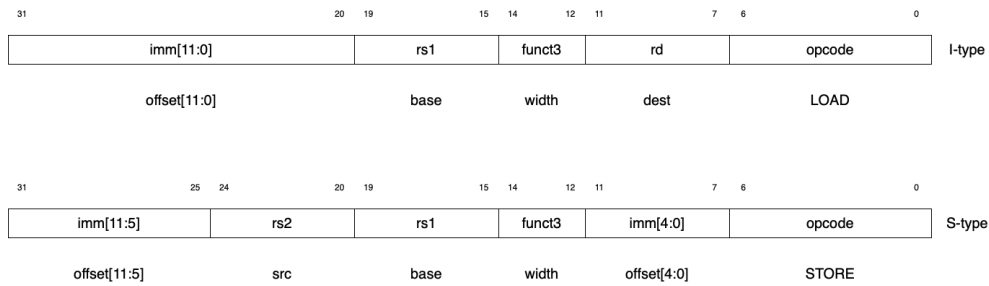 31 20 19 15 14 12 11 7 6 0
imm[11:0] rs1 funct3 rd opcode I-type
offset[11:0] base width dest LOAD
31 25 24 20 19 15 14 12 11 7 6 0
imm[11:5] rs2 rs1 funct3 imm[4:0] opcode S-type
offset[11:5] src base width offset[4:0] STORE